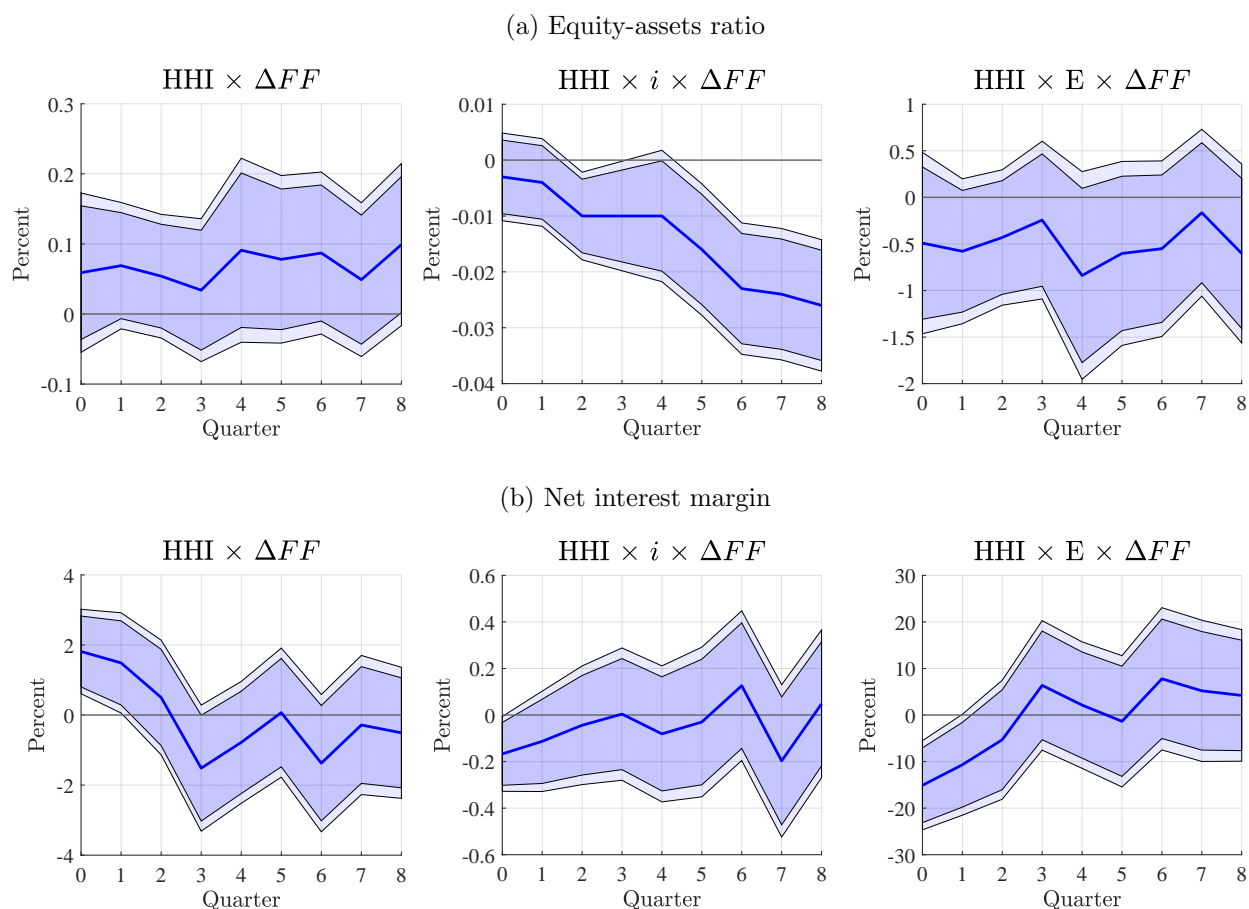 (a) Equity-assets ratio
HHI × ΔFF
HHI × i × ΔFF
HHI × E × ΔFF
Percent
0.3
0.2
0.1
0
-0.1
0 1 2 3 4 5 6 7 8
Quarter
Percent
0.01
0
-0.01
-0.02
-0.03
-0.04
0 1 2 3 4 5 6 7 8
Quarter
Percent
1
0.5
0
-0.5
-1
-1.5
-2
0 1 2 3 4 5 6 7 8
Quarter
(b) Net interest margin
HHI × ΔFF
HHI × i × ΔFF
HHI × E × ΔFF
Percent
4
2
0
-2
-4
0 1 2 3 4 5 6 7 8
Quarter
Percent
0.6
0.4
0.2
0
-0.2
-0.4
-0.6
0 1 2 3 4 5 6 7 8
Quarter
Percent
30
20
10
0
-10
-20
-30
0 1 2 3 4 5 6 7 8
Quarter